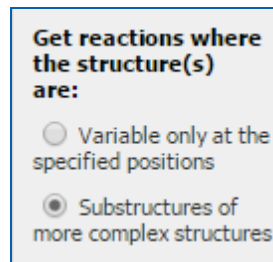 Get reactions where
the structure(s)
are:
Variable only at the
specified positions
Substructures of
more complex structures